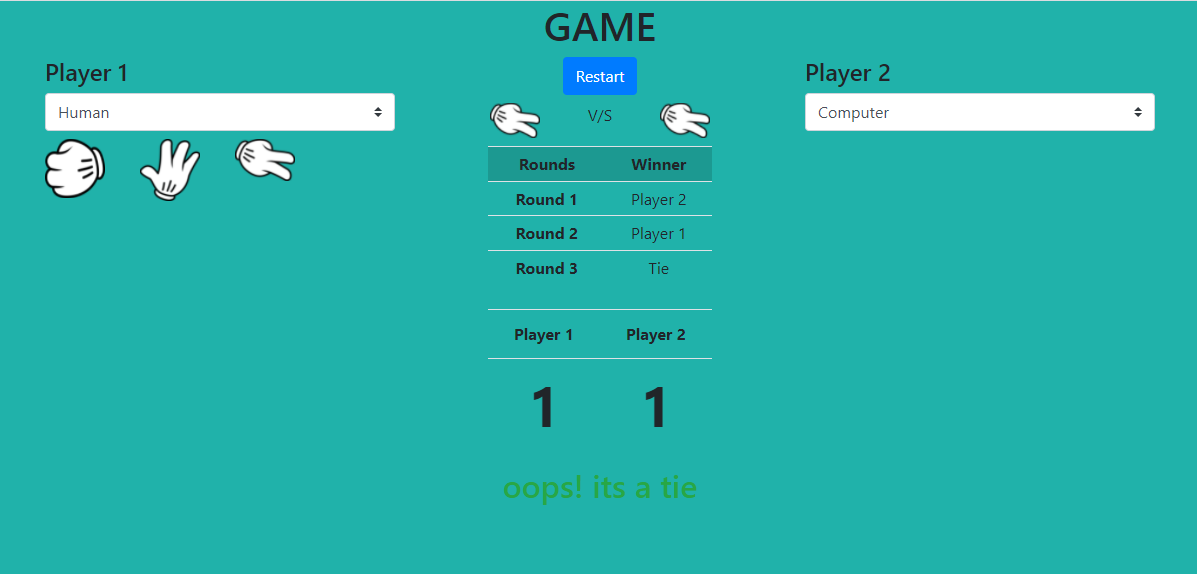 GAME
Player 1
Human
Restart
V/S
Player 2
Computer
Rounds Winner
Round 1 Player 2
Round 2 Player 1
Round 3 Tie
Player 1 Player 2
1 1
oops! its a tie